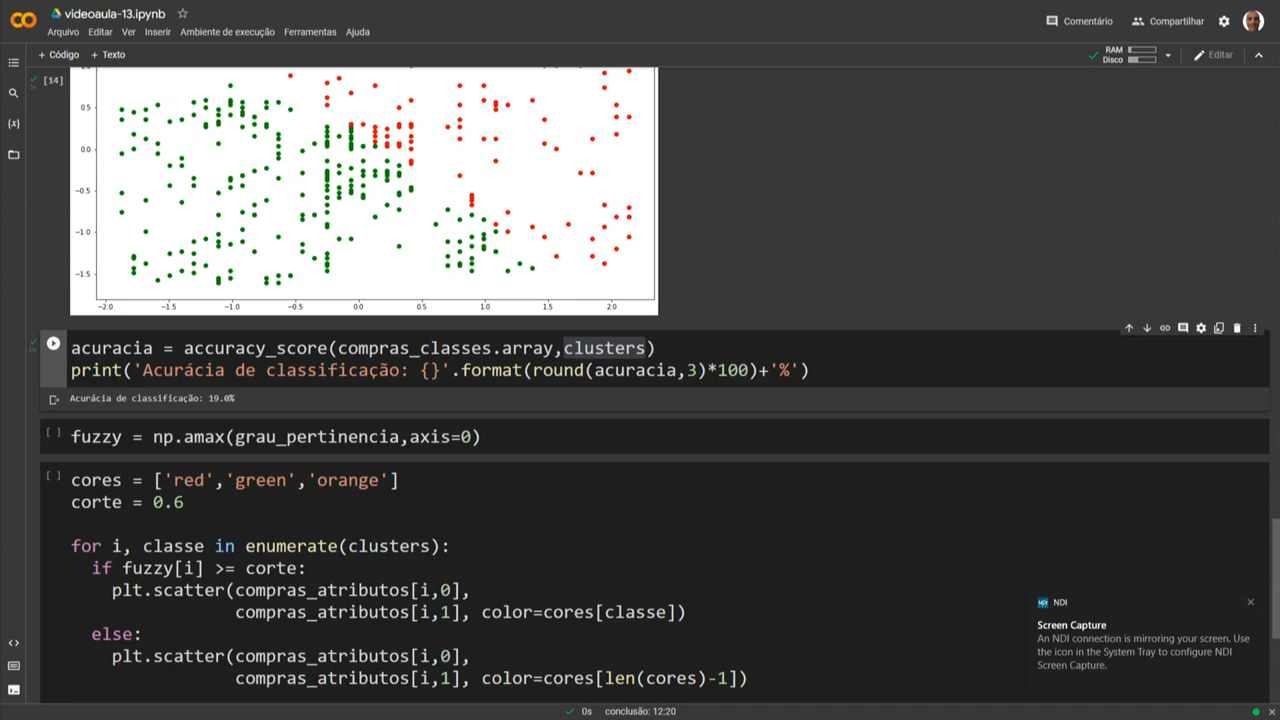 videoaula-13.ipynb
Arquivo Editar Ver Inserir Ambiente de execução Ferramentas Ajuda
Comentário
Compartilhar
+ Código + Texto
RAM
Disco
Editar
[14]
0.5
0.0
−0.5
−1.0
−1.5
−2.0 −1.5 −1.0 −0.5 0.0 0.5 1.0 1.5 2.0
acuracia = accuracy_score(compras_classes.array,clusters)
print('Acurácia de classificação: {}'.format(round(acuracia,3)*100)+'%')
Acurácia de classificação: 19.0%
[ ] fuzzy = np.amax(grau_pertinencia,axis=0)
[ ] cores = ['red','green','orange']
corte = 0.6
for i, classe in enumerate(clusters):
if fuzzy[i] >= corte:
plt.scatter(compras_atributos[i,0],
compras_atributos[i,1], color=cores[classe])
else:
plt.scatter(compras_atributos[i,0],
compras_atributos[i,1], color=cores[len(cores)-1])
NDI
Screen Capture
An NDI connection is mirroring your screen. Use
the icon in the System Tray to configure NDI
Screen Capture.
0s conclusão: 12:20